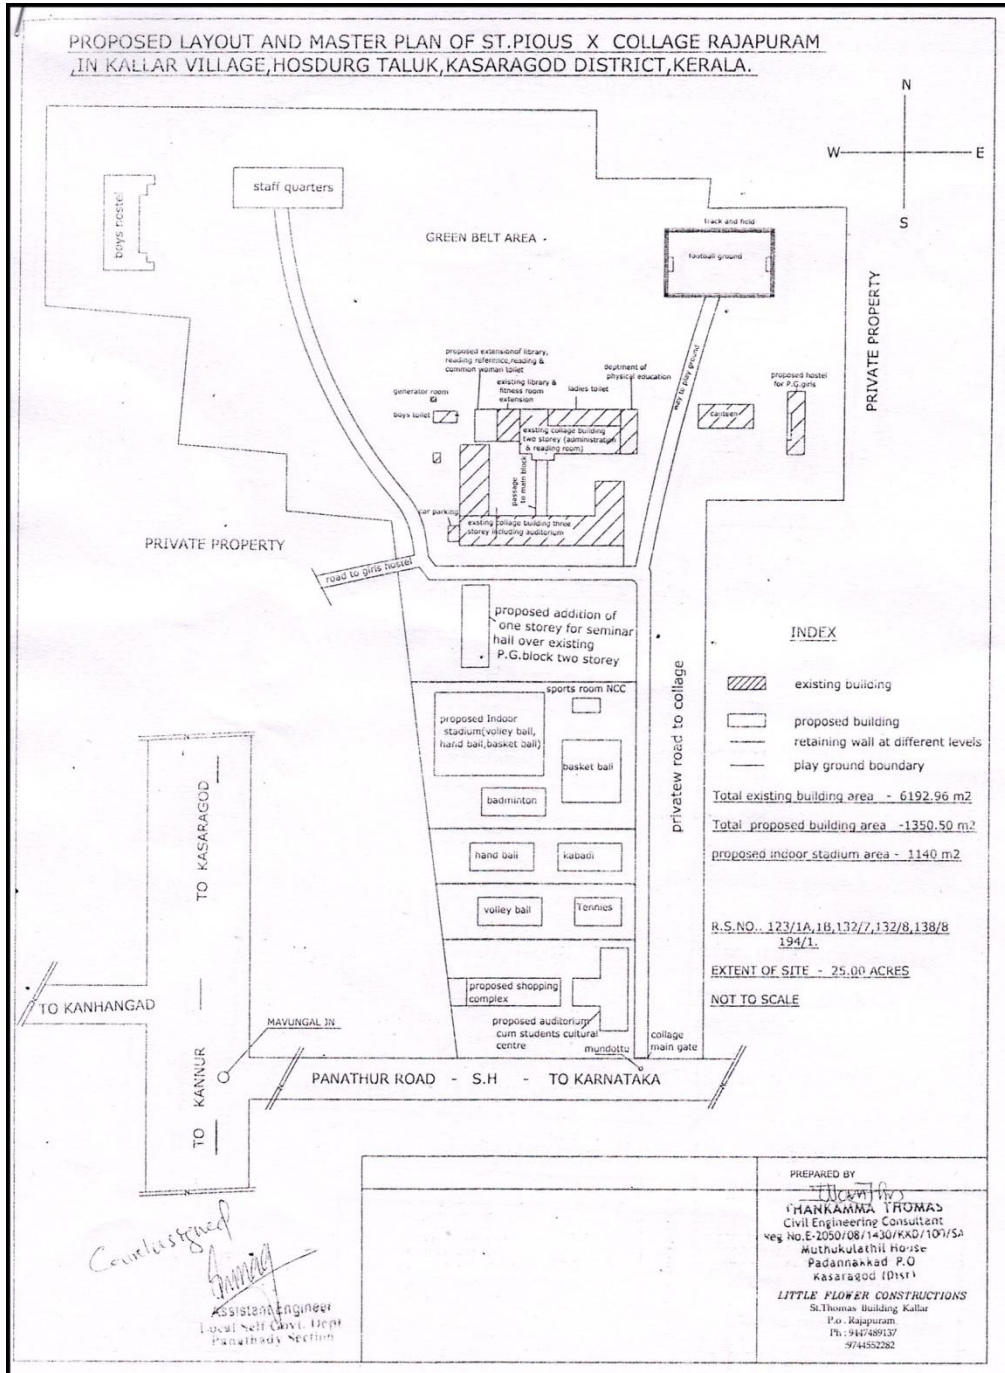 PROPOSED LAYOUT AND MASTER PLAN OF ST.PIOUS X COLLAGE RAJAPURAM
,IN KALLAR VILLAGE,HOSDURG TALUK,KASARAGOD DISTRICT,KERALA.
N
W
E
S
boys hostel
staff quarters
GREEN BELT AREA
track and field
football ground
PRIVATE PROPERTY
way to play ground
proposed extensionof library,
reading reference,reading &
common woman toilet
existing library &
fitness room
extension
ladies toilet
deptment of
physical education
proposed hostel
for P.G.girls
generator room
boys toilet
canteen
existing collage building
two storey (administration
& reading room)
passage
to main block
car parking
existing collage building three
storey including auditorium
PRIVATE PROPERTY
road to girls hostel
proposed addition of
one storey for seminar
hall over existing
P.G.block two storey
privatew road to collage
sports room NCC
proposed Indoor
stadium(volley ball,
hand ball,basket ball)
basket ball
badminton
hand ball
kabadi
volley ball
Tennies
proposed shopping
complex
proposed auditorium
cum students cultural
centre
mundottu
collage
main gate
INDEX
existing building
proposed building
retaining wall at different levels
play ground boundary
Total existing building area - 6192.96 m2
Total proposed building area -1350.50 m2
proposed indoor stadium area - 1140 m2
R.S.NO.. 123/1A,1B,132/7,132/8,138/8
194/1.
EXTENT OF SITE - 25.00 ACRES
NOT TO SCALE
TO KASARAGOD
TO KANHANGAD
TO KANNUR
MAVUNGAL JN
PANATHUR ROAD - S.H - TO KARNATAKA
Countersigned
Assistant Engineer
Local Self Govt. Dept
Panathady Section
PREPARED BY
THANKAMMA THOMAS
Civil Engineering Consultant
Reg No.E-2050/08/1430/KKD/109/SA
Muthukulathil House
Padannakkad P.O
Kasaragod (Dist)
LITTLE FLOWER CONSTRUCTIONS
St.Thomas Building Kallar
P.o . Rajapuram
Ph : 9447489137
:9744552282